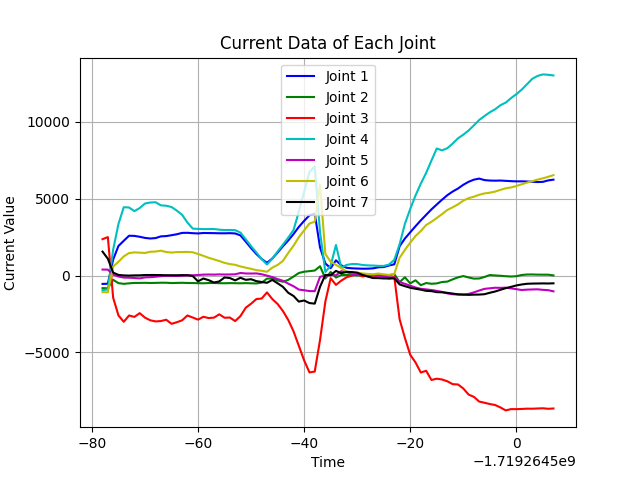 Current Data of Each Joint
Joint 1
Joint 2
Joint 3
Joint 4
Joint 5
Joint 6
Joint 7
10000
5000
0
−5000
Current Value
−80 −60 −40 −20 0
Time
−1.7192645e9